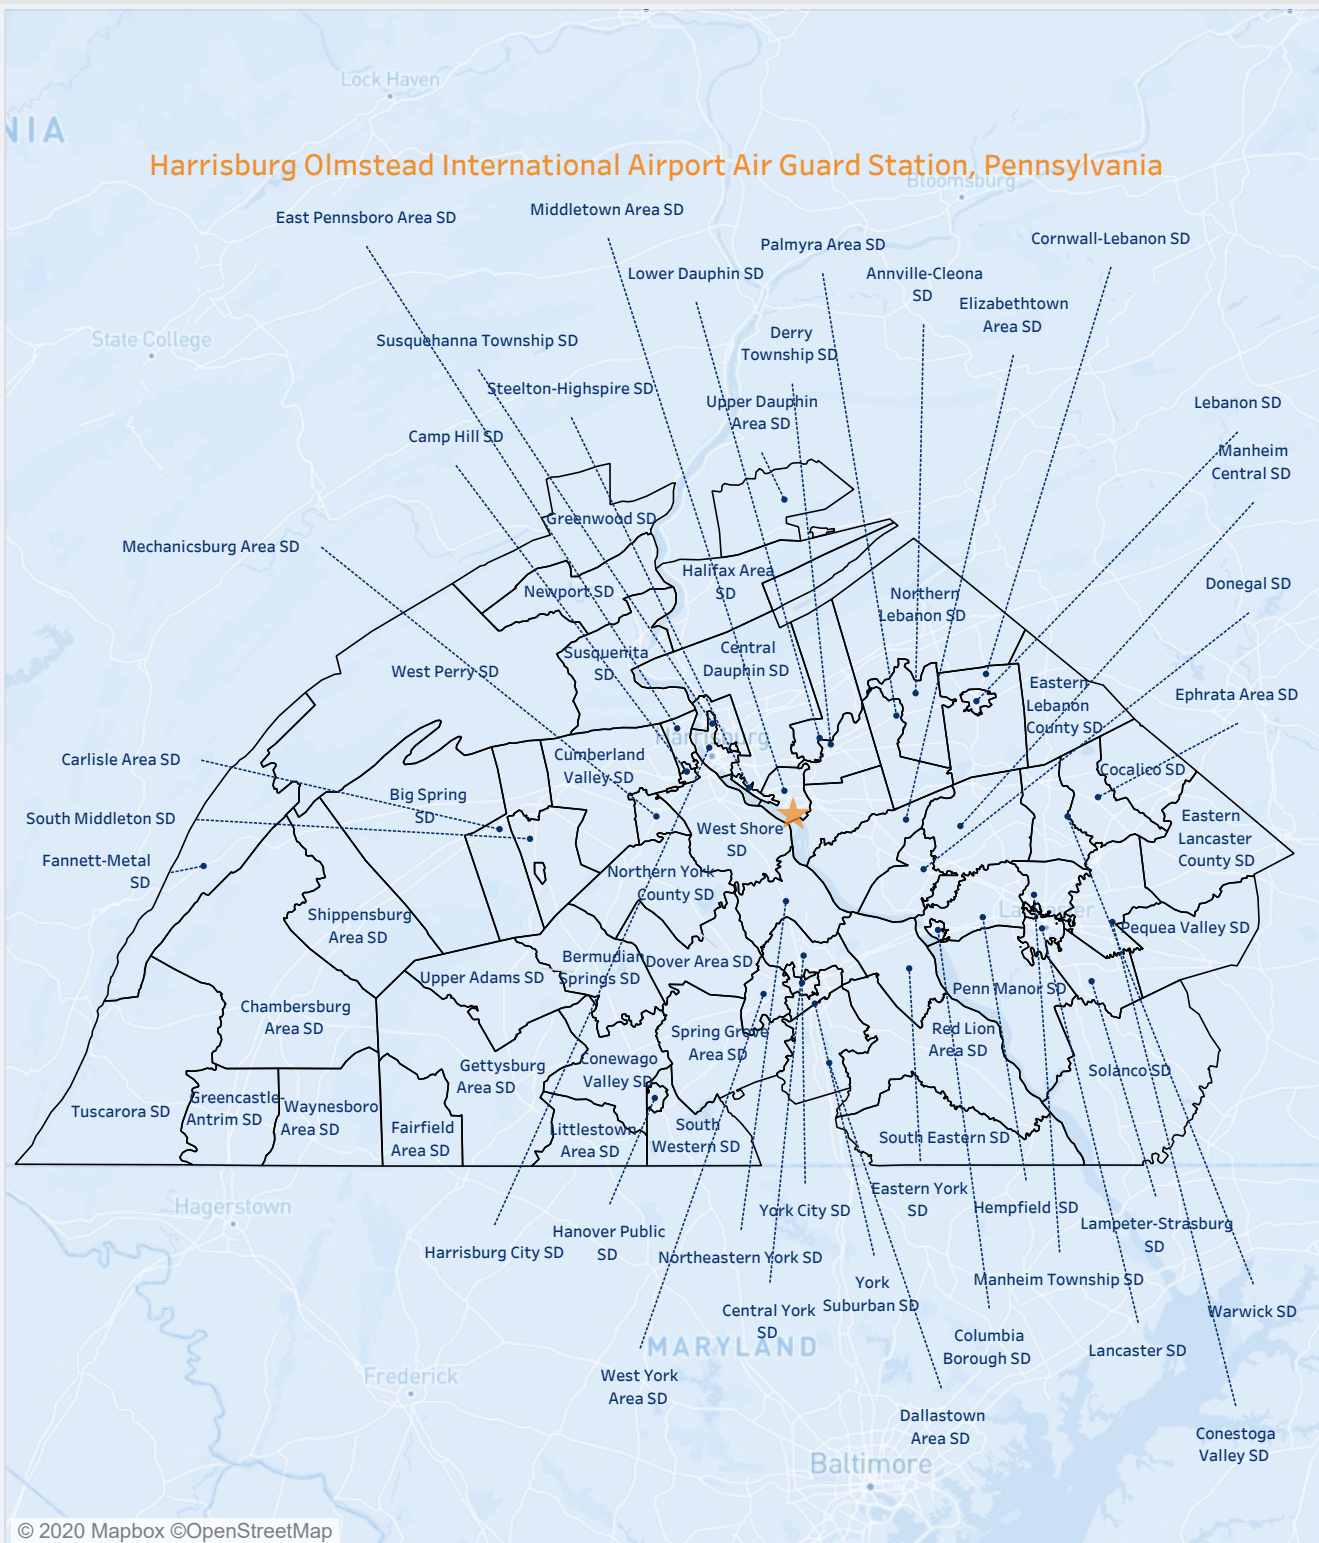 Lock Haven
NIA
Harrisburg Olmstead International Airport Air Guard Station, Pennsylvania
Bloomsburg
East Pennsboro Area SD
Middletown Area SD
Palmyra Area SD
Cornwall-Lebanon SD
Lower Dauphin SD
Annville-Cleona
SD
Elizabethtown
Area SD
State College
Susquehanna Township SD
Derry
Township SD
Steelton-Highspire SD
Upper Dauphin
Area SD
Lebanon SD
Camp Hill SD
Manheim
Central SD
Greenwood SD
Mechanicsburg Area SD
Halifax Area
SD
Newport SD
Northern
Lebanon SD
Donegal SD
Susquenita
SD
Central
Dauphin SD
West Perry SD
Eastern
Lebanon
County SD
Ephrata Area SD
Harrisburg
Carlisle Area SD
Cumberland
Valley SD
Cocalico SD
Big Spring
SD
South Middleton SD
West Shore
SD
Eastern
Lancaster
County SD
Fannett-Metal
SD
Northern York
County SD
Shippensburg
Area SD
Lancaster
Pequea Valley SD
Bermudian
Springs SD
Dover Area SD
Upper Adams SD
Penn Manor SD
Chambersburg
Area SD
Spring Grove
Area SD
Red Lion
Area SD
Gettysburg
Area SD
Conewago
Valley SD
Solanco SD
Tuscarora SD
Greencastle-
Antrim SD
Waynesboro
Area SD
Fairfield
Area SD
Littlestown
Area SD
South
Western SD
South Eastern SD
Hagerstown
Eastern York
SD
Hempfield SD
York City SD
Lampeter-Strasburg
SD
Hanover Public
SD
Harrisburg City SD
Northeastern York SD
Manheim Township SD
York
Suburban SD
Central York
SD
Warwick SD
MARYLAND
Columbia
Borough SD
Lancaster SD
Frederick
West York
Area SD
Dallastown
Area SD
Conestoga
Valley SD
Baltimore
© 2020 Mapbox ©OpenStreetMap